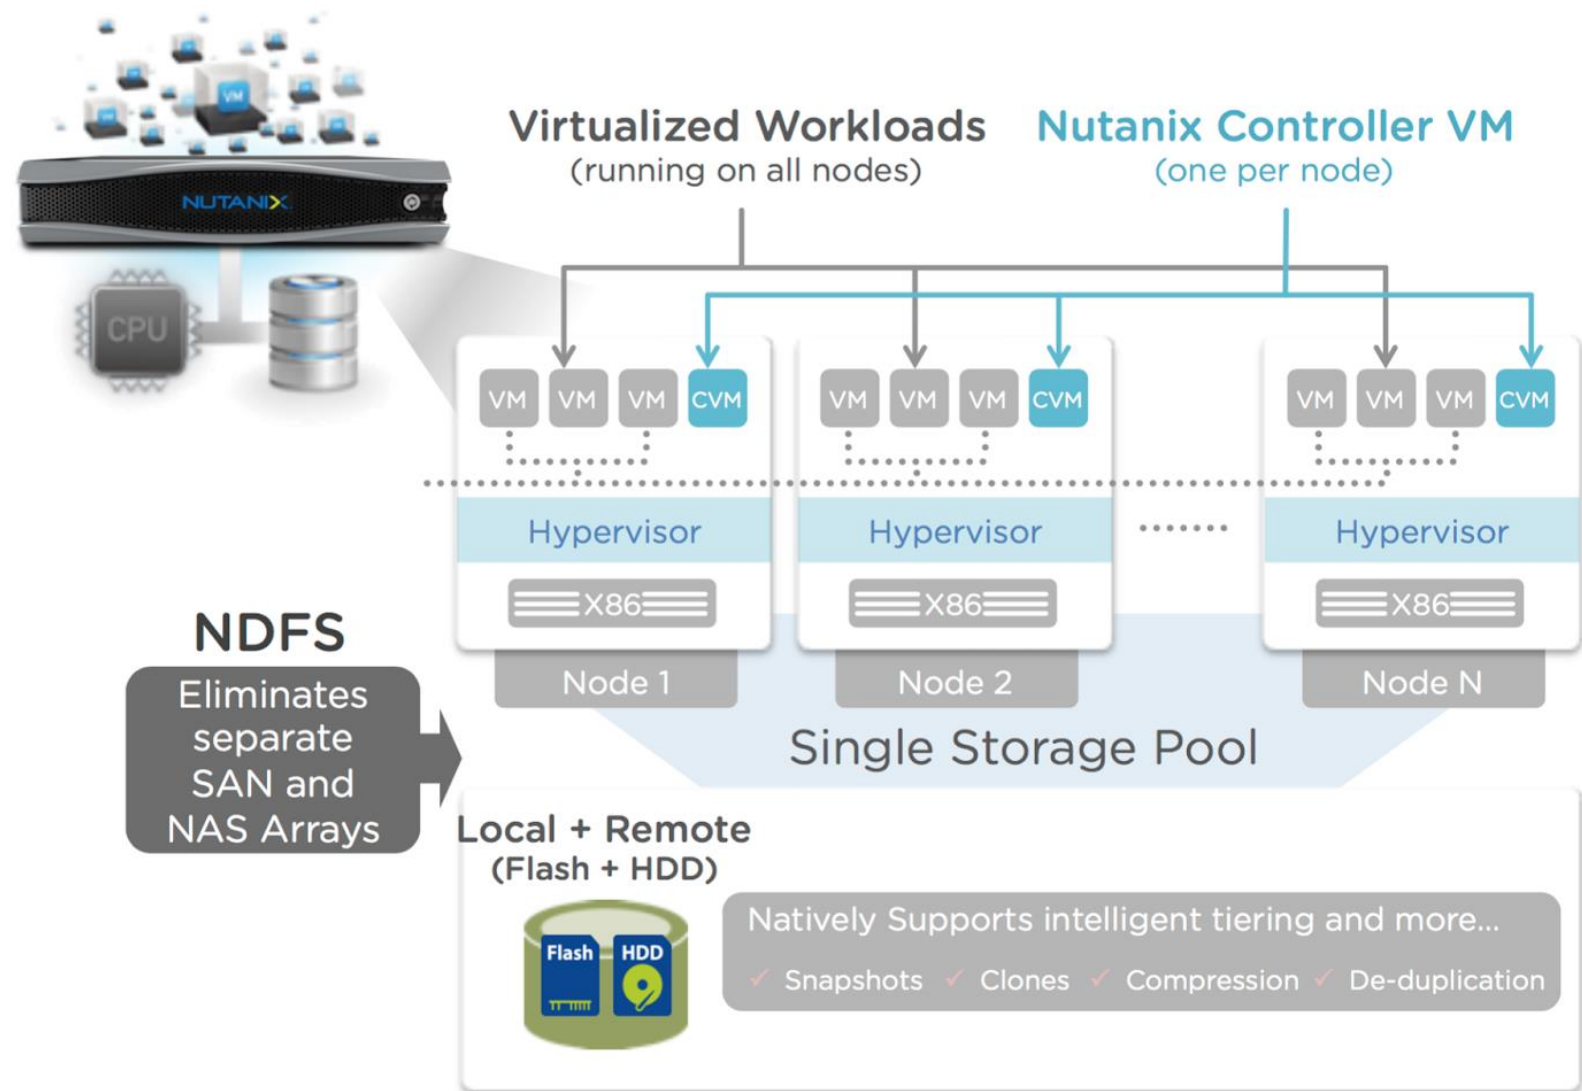 VM
VM
NUTANIX
CPU
Virtualized Workloads
(running on all nodes)
Nutanix Controller VM
(one per node)
VM VM VM CVM
VM VM VM CVM
VM VM VM CVM
Hypervisor
Hypervisor
Hypervisor
X86
X86
X86
Node 1
Node 2
Node N
NDFS
Eliminates
separate
SAN and
NAS Arrays
Single Storage Pool
Local + Remote
(Flash + HDD)
Flash
HDD
Natively Supports intelligent tiering and more...
✓ Snapshots ✓ Clones ✓ Compression ✓ De-duplication